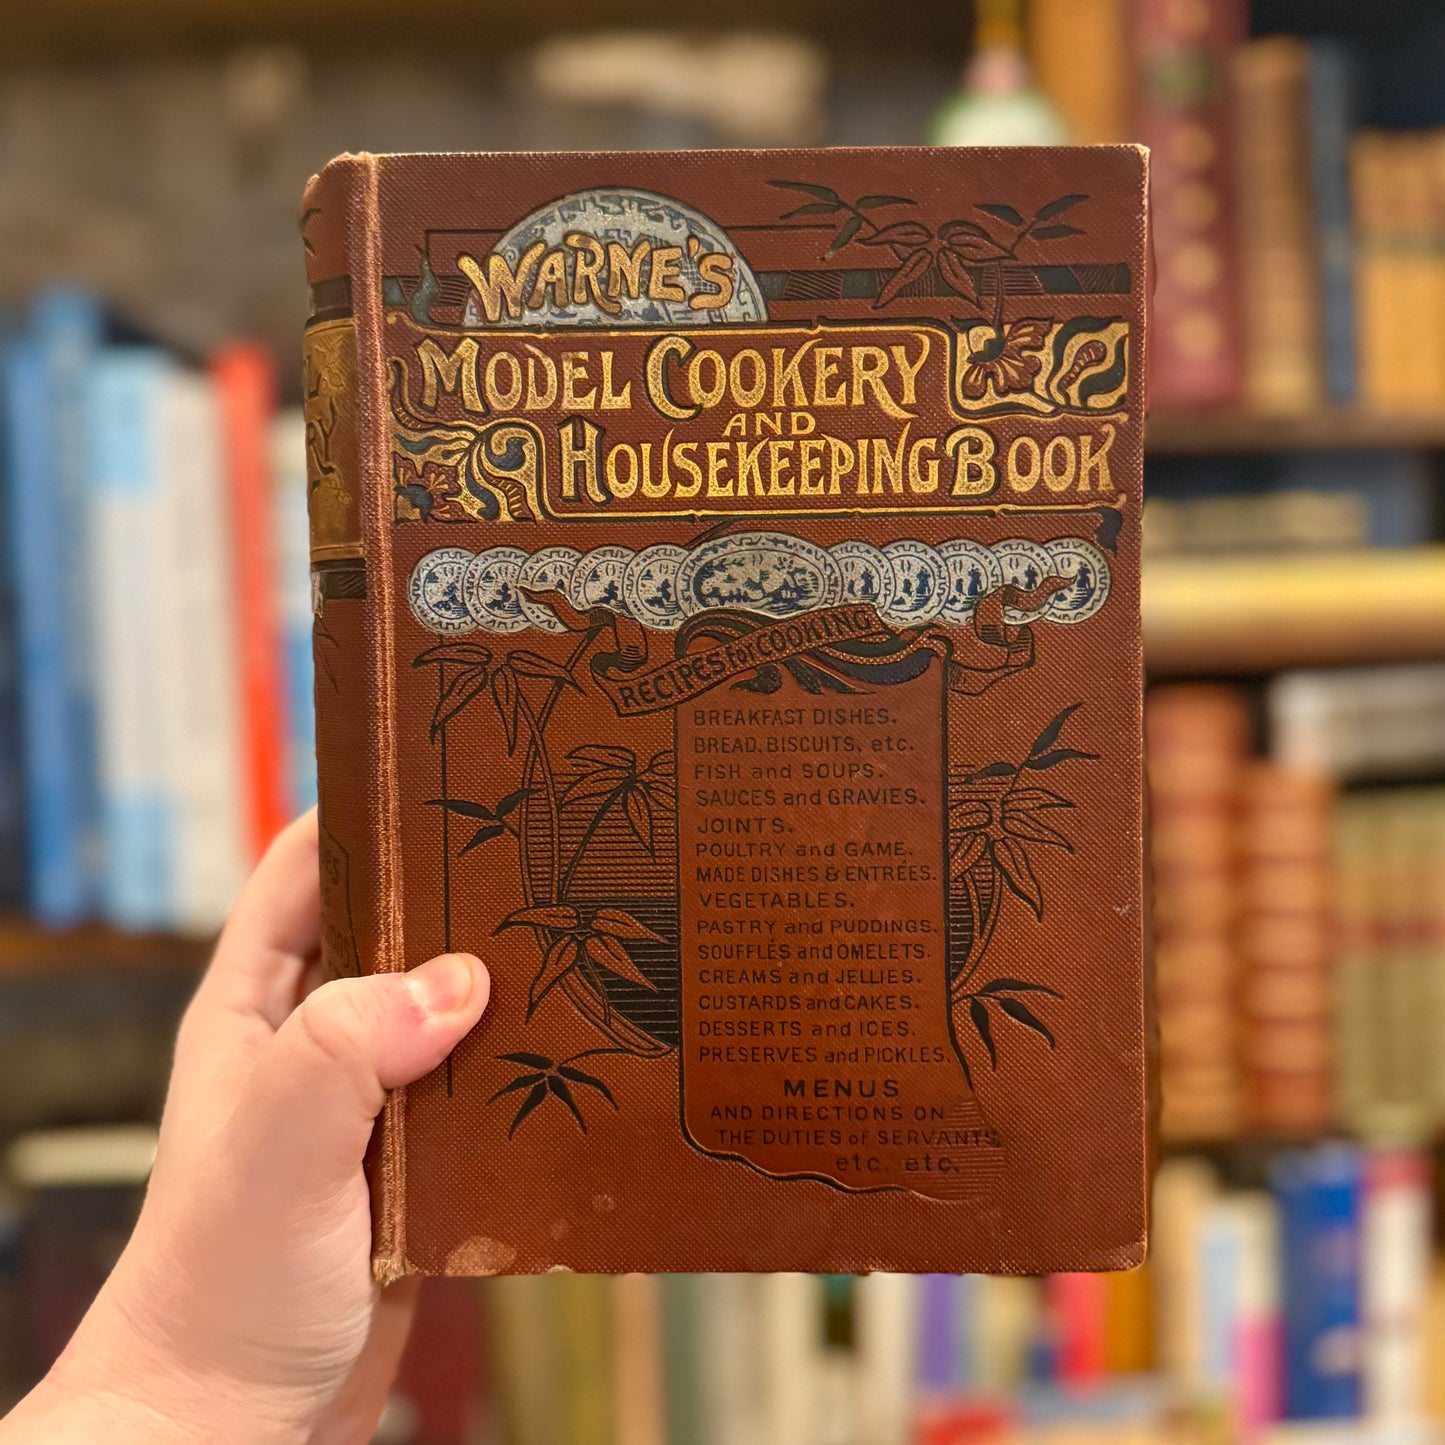 WARNE'S
MODEL COOKERY
AND
HOUSEKEEPING BOOK
RECIPES for COOKING
BREAKFAST DISHES.
BREAD, BISCUITS, etc.
FISH and SOUPS.
SAUCES and GRAVIES.
JOINTS.
POULTRY and GAME.
MADE DISHES & ENTRÉES.
VEGETABLES.
PASTRY and PUDDINGS.
SOUFFLÉS and OMELETS.
CREAMS and JELLIES.
CUSTARDS and CAKES.
DESSERTS and ICES.
PRESERVES and PICKLES.
MENUS
AND DIRECTIONS ON
THE DUTIES of SERVANTS
etc. etc.